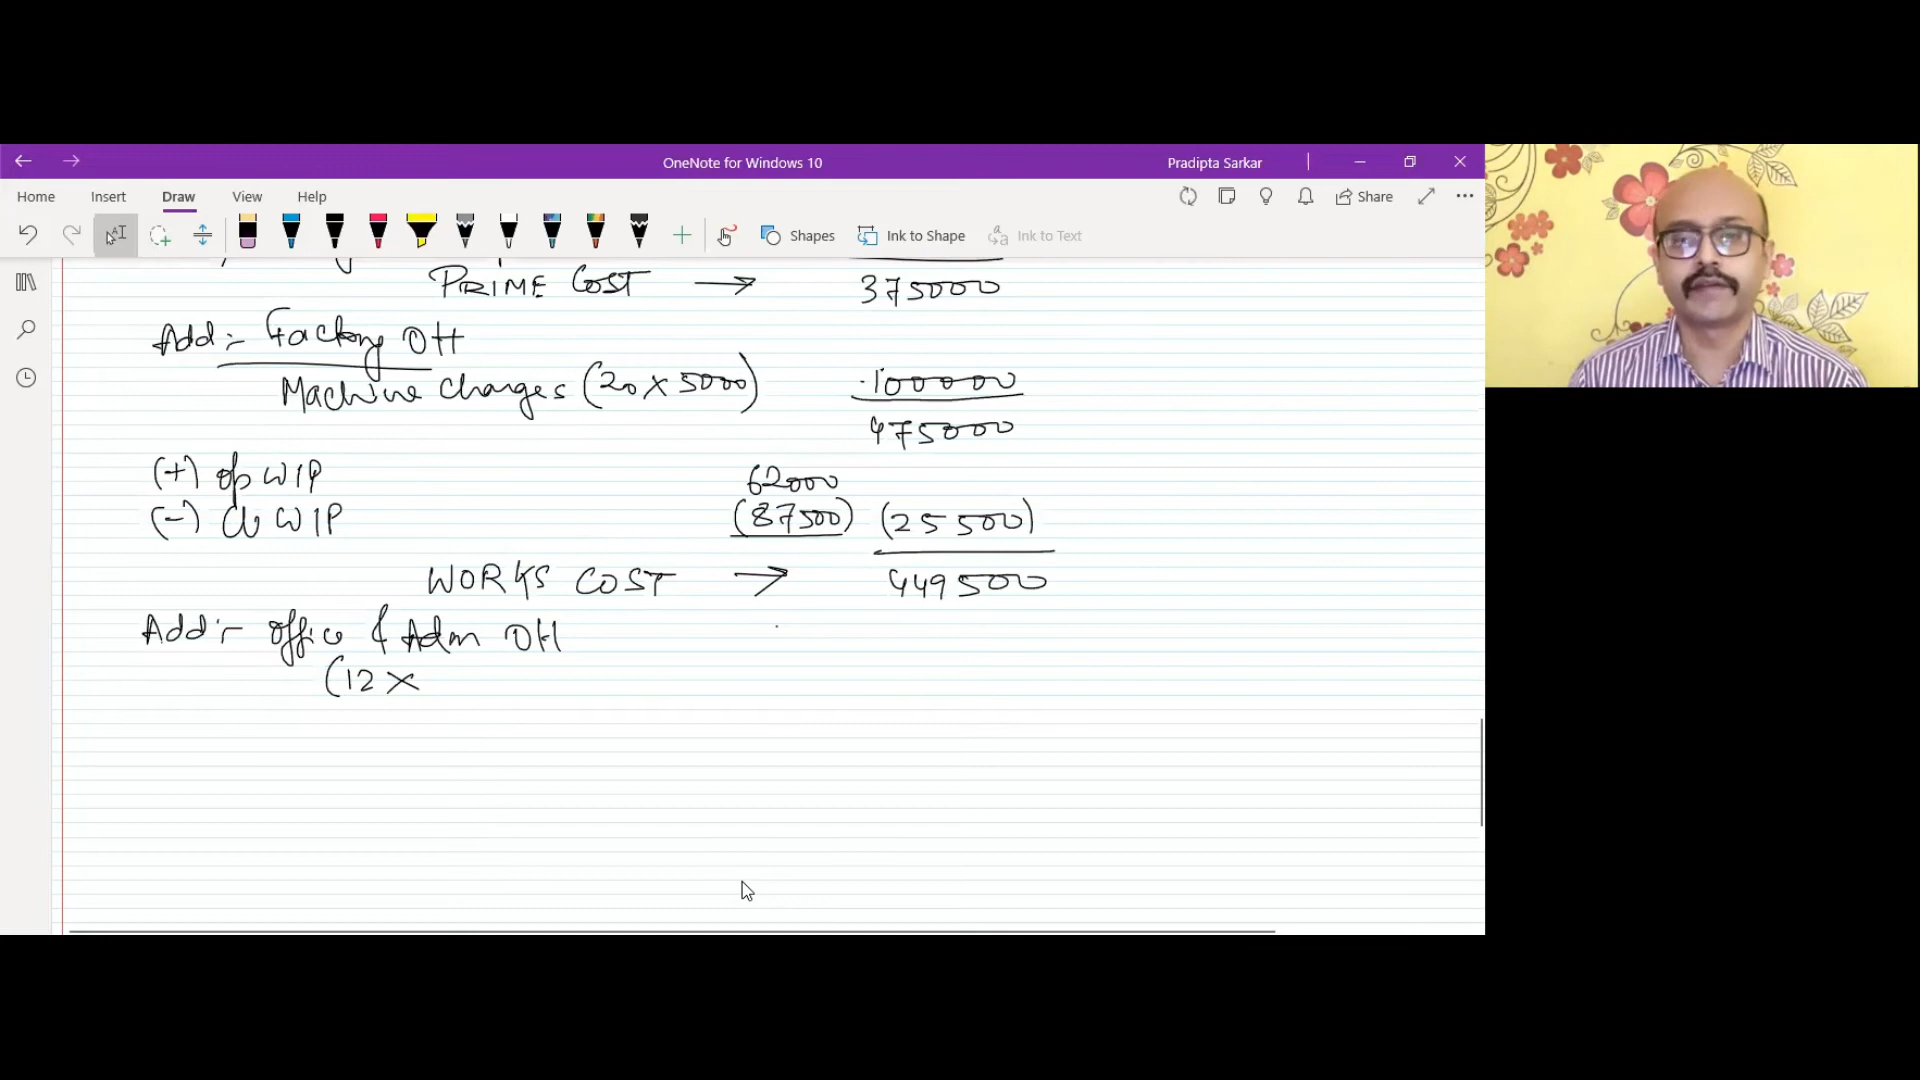 OneNote for Windows 10
Pradipta Sarkar
Home Insert Draw View Help
Share
Shapes
Ink to Shape
Ink to Text
PRIME COST → 375000
Add:- Factory OH
Machine Charges (20 x 5000) 100000
475000
(+) op WIP 62000
(-) Cl WIP (87500) (25500)
WORKS COST → 449500
Add:- office & Adm OH
(12 x